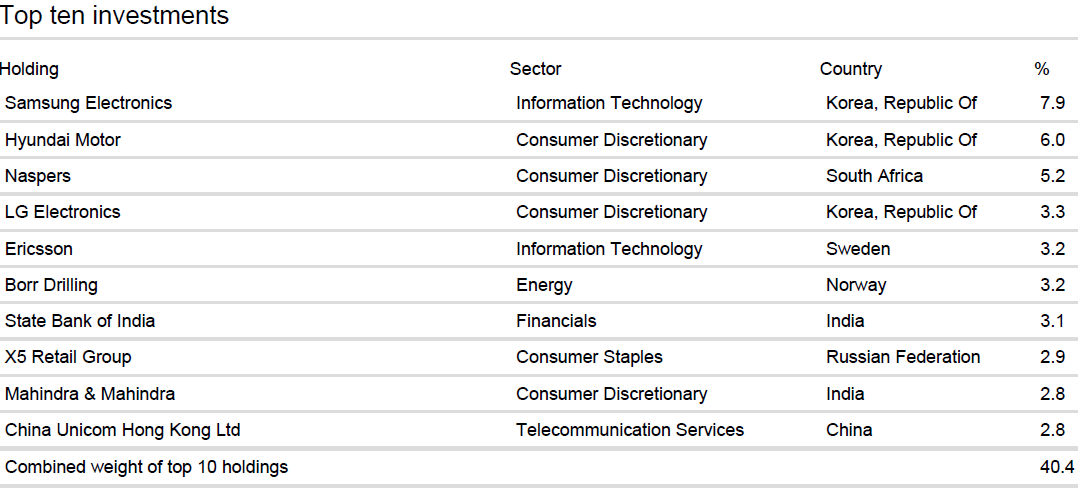 Top ten investments
Holding Sector Country %
Samsung Electronics Information Technology Korea, Republic Of 7.9
Hyundai Motor Consumer Discretionary Korea, Republic Of 6.0
Naspers Consumer Discretionary South Africa 5.2
LG Electronics Consumer Discretionary Korea, Republic Of 3.3
Ericsson Information Technology Sweden 3.2
Borr Drilling Energy Norway 3.2
State Bank of India Financials India 3.1
X5 Retail Group Consumer Staples Russian Federation 2.9
Mahindra & Mahindra Consumer Discretionary India 2.8
China Unicom Hong Kong Ltd Telecommunication Services China 2.8
Combined weight of top 10 holdings 40.4